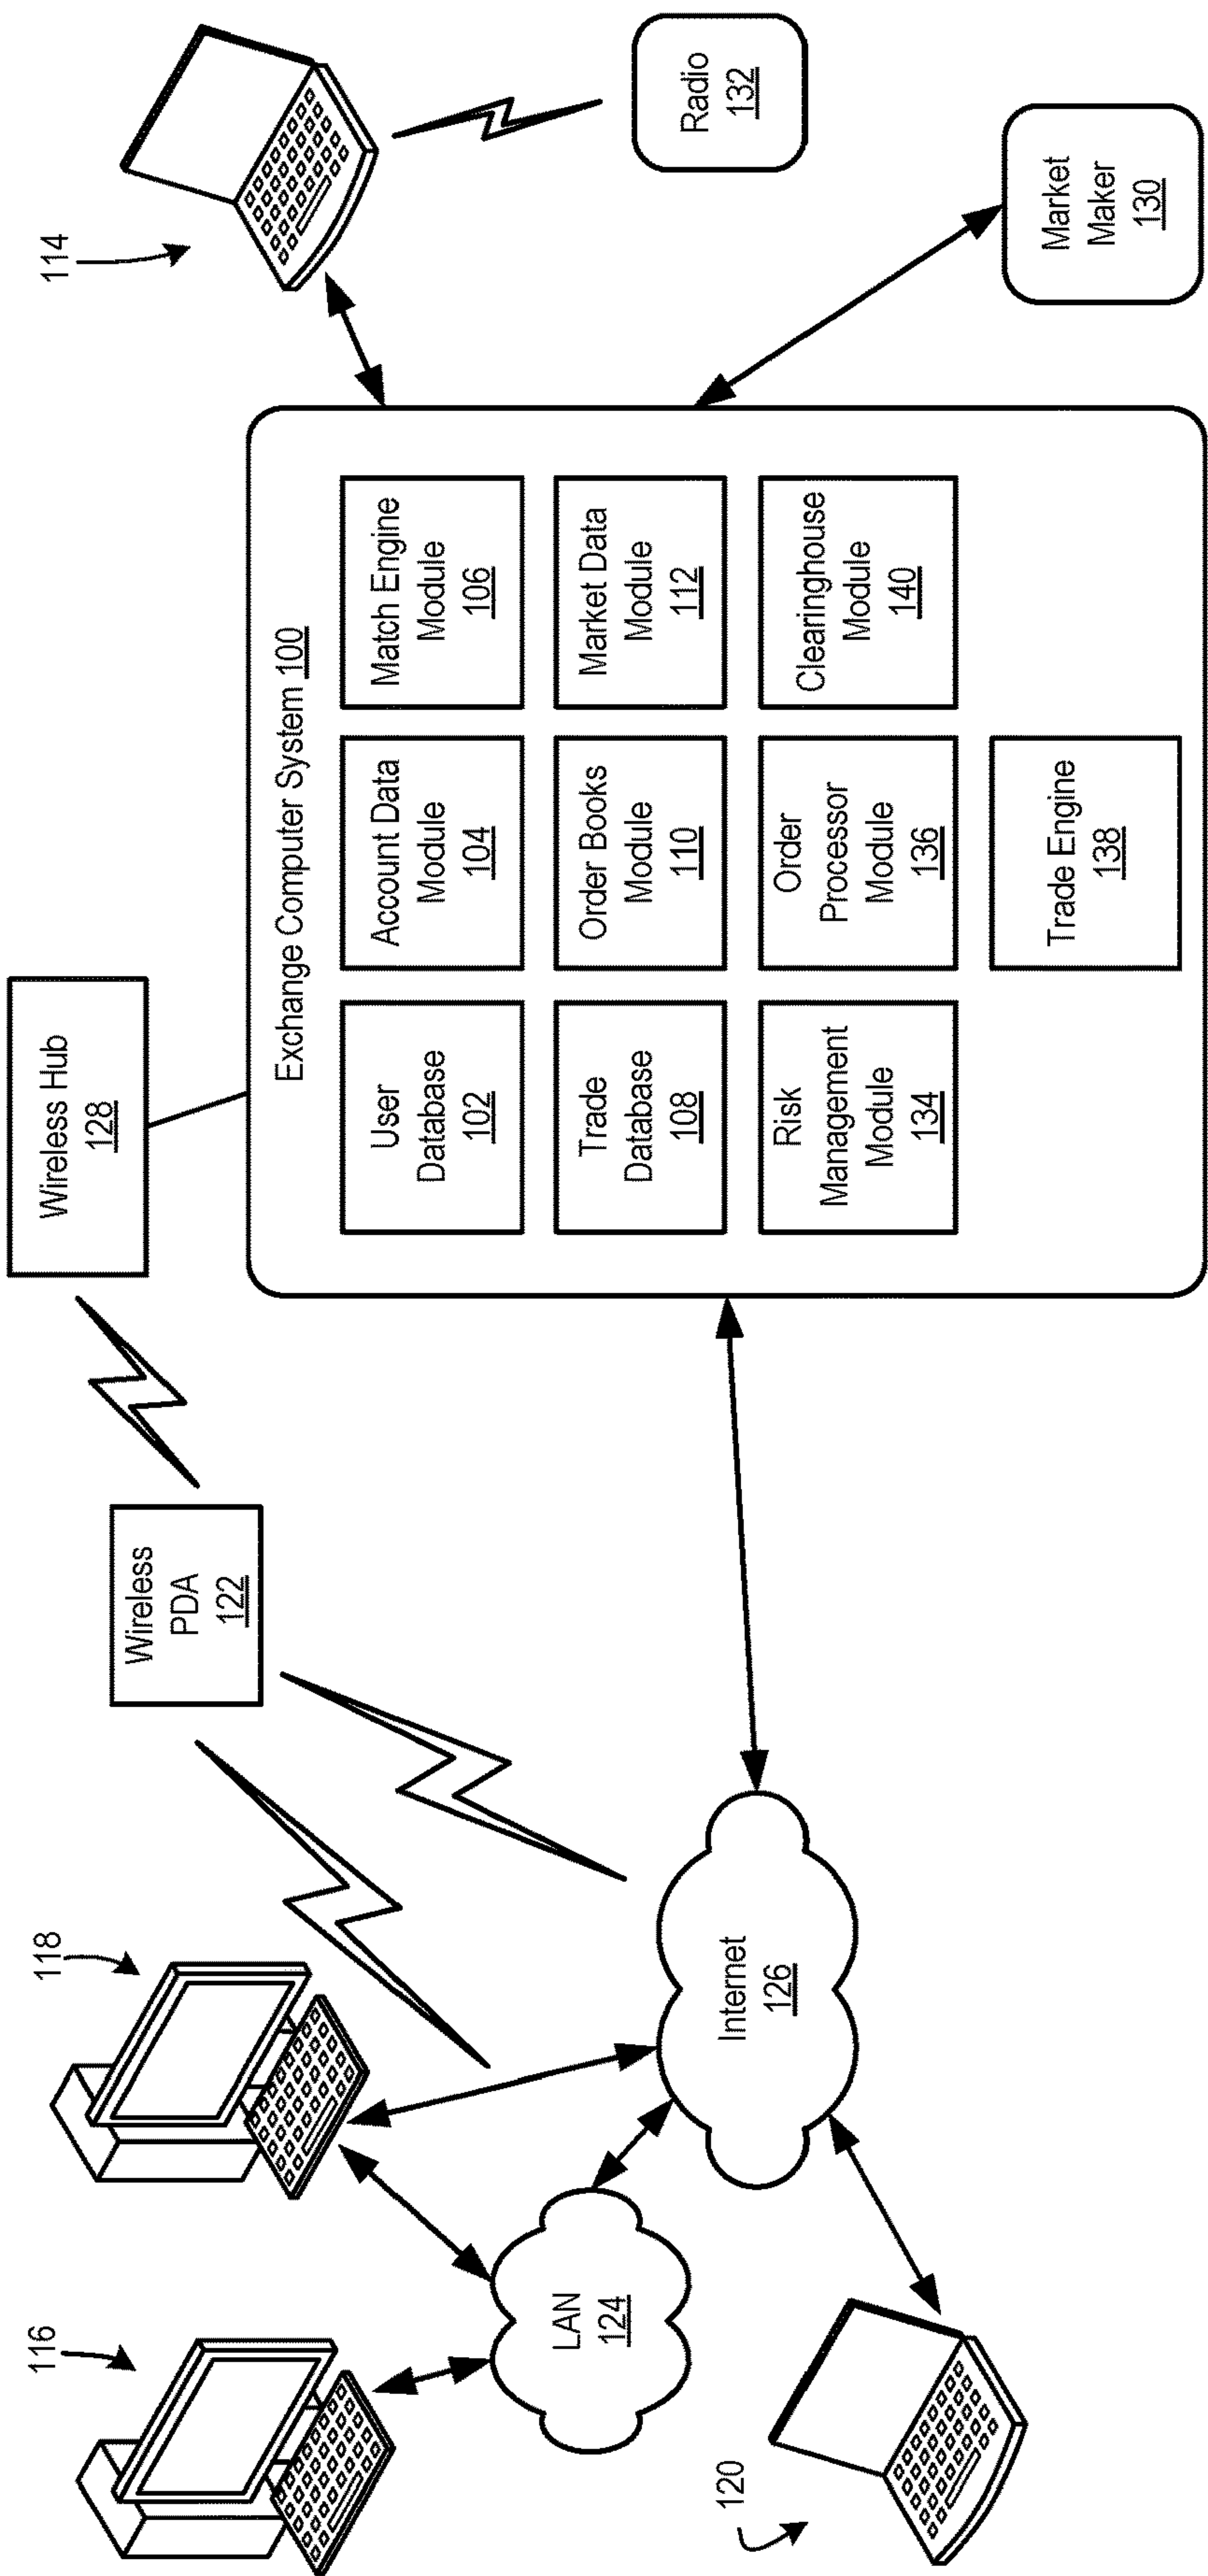 114
Radio
132
Market
Maker
130
Wireless Hub
128
Exchange Computer System 100
User
Database
102
Account Data
Module
104
Match Engine
Module
106
Trade
Database
108
Order Books
Module
110
Market Data
Module
112
Risk
Management
Module
134
Order
Processor
Module
136
Clearinghouse
Module
140
Trade Engine
138
Wireless
PDA
122
118
116
Internet
126
LAN
124
120